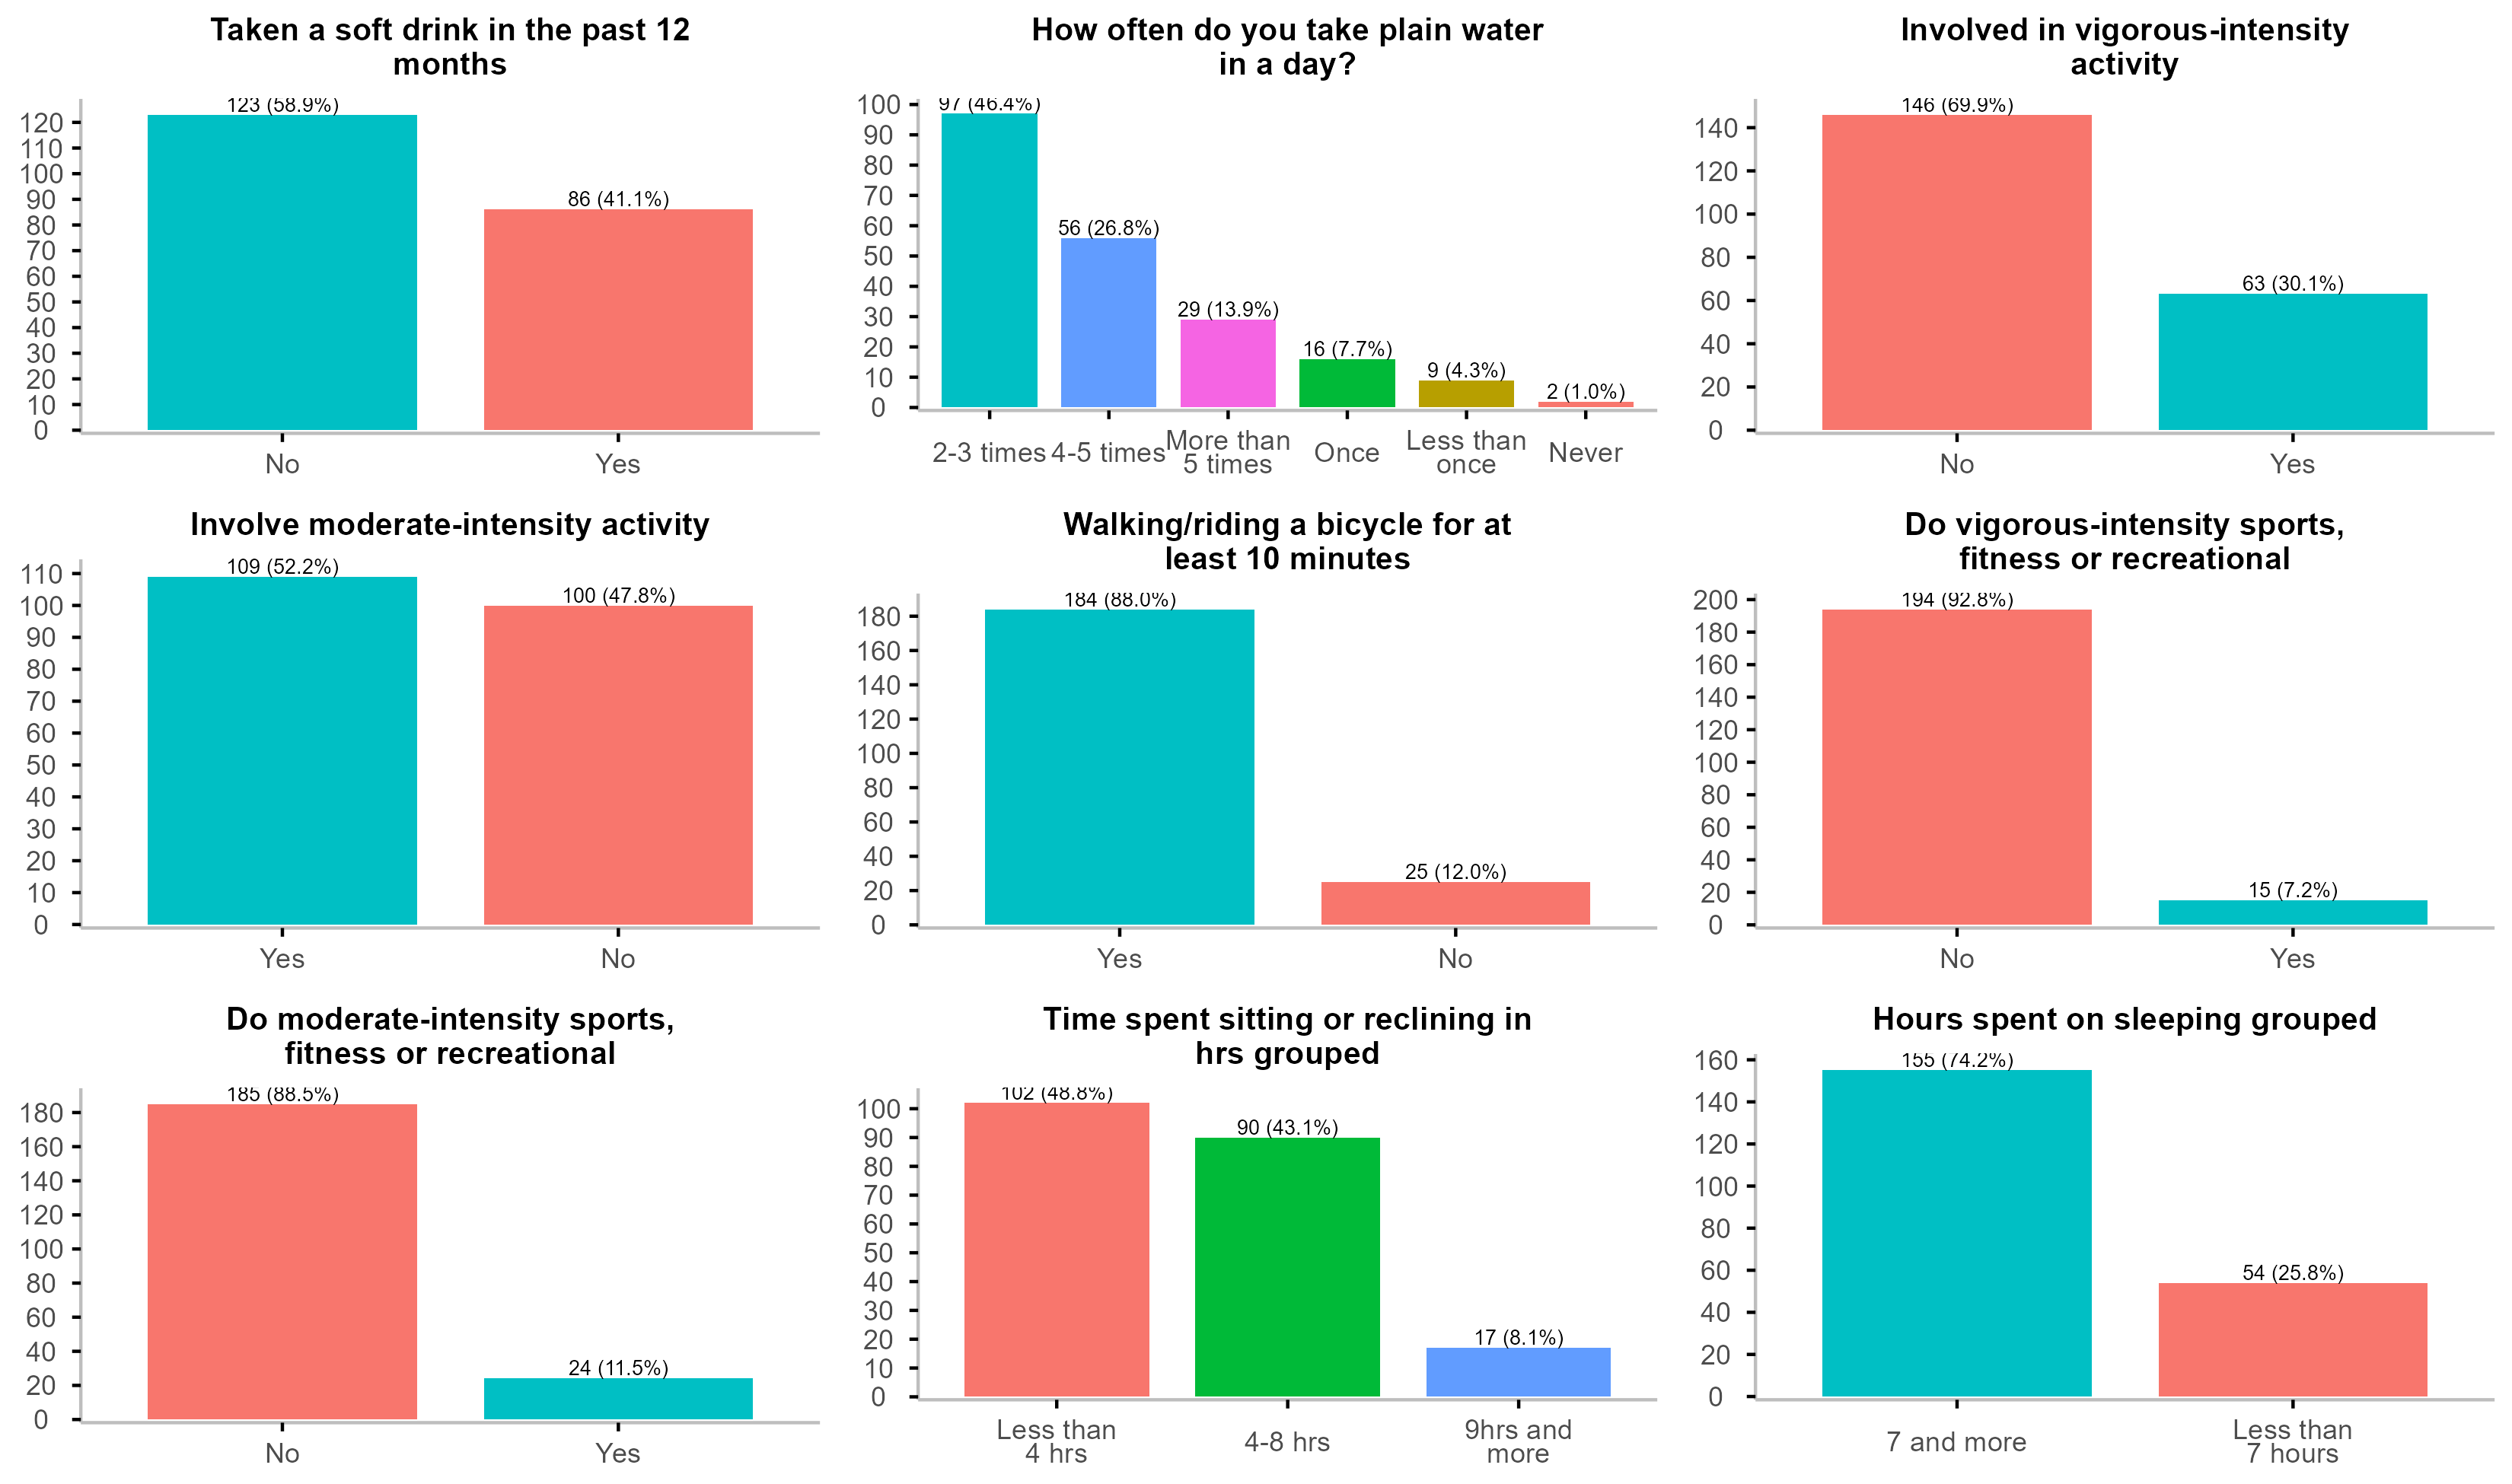 Taken a soft drink in the past 12
months
123 (58.9%)
86 (41.1%)
120
110
100
90
80
70
60
50
40
30
20
10
0
No
Yes
How often do you take plain water
in a day?
97 (46.4%)
56 (26.8%)
29 (13.9%)
16 (7.7%)
9 (4.3%)
2 (1.0%)
100
90
80
70
60
50
40
30
20
10
0
2-3 times
4-5 times
More than
5 times
Once
Less than
once
Never
Involved in vigorous-intensity
activity
146 (69.9%)
63 (30.1%)
140
120
100
80
60
40
20
0
No
Yes
Involve moderate-intensity activity
109 (52.2%)
100 (47.8%)
110
100
90
80
70
60
50
40
30
20
10
0
Yes
No
Walking/riding a bicycle for at
least 10 minutes
184 (88.0%)
25 (12.0%)
180
160
140
120
100
80
60
40
20
0
Yes
No
Do vigorous-intensity sports,
fitness or recreational
194 (92.8%)
15 (7.2%)
200
180
160
140
120
100
80
60
40
20
0
No
Yes
Do moderate-intensity sports,
fitness or recreational
185 (88.5%)
24 (11.5%)
180
160
140
120
100
80
60
40
20
0
No
Yes
Time spent sitting or reclining in
hrs grouped
102 (48.8%)
90 (43.1%)
17 (8.1%)
100
90
80
70
60
50
40
30
20
10
0
Less than
4 hrs
4-8 hrs
9hrs and
more
Hours spent on sleeping grouped
155 (74.2%)
54 (25.8%)
160
140
120
100
80
60
40
20
0
7 and more
Less than
7 hours